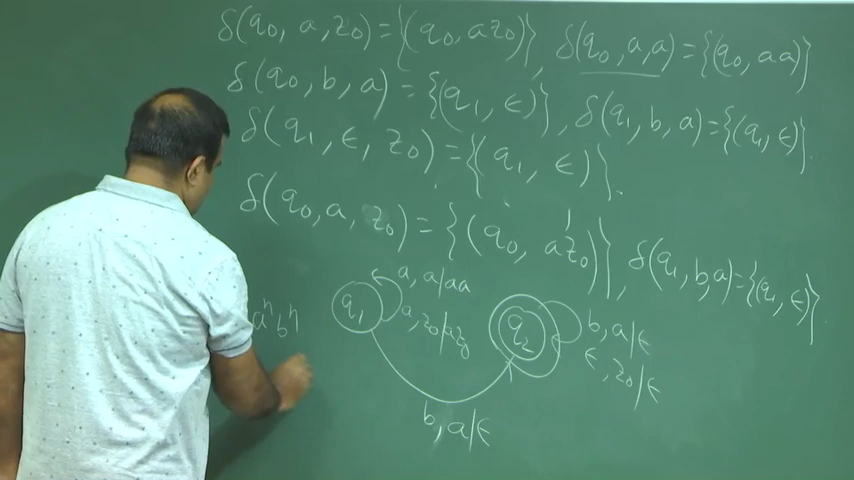 δ(q₀, a, z₀) = {(q₀, az₀)}, δ(q₀, a, a) = {(q₀, aa)}
δ(q₀, b, a) = {(q₁, ϵ)}, δ(q₁, b, a) = {(q₁, ϵ)}.
δ(q₁, ϵ, z₀) = {(q₁, ϵ)}.
δ(q₀, a, z₀) = {(q₀, az₀)}, δ(q₁, b, a) = {(q₁, ϵ)}.
a, a/aa
aⁿbⁿ
q₁
a, z₀/az₀
q₂
b, a/ϵ
ϵ, z₀/ϵ
b, a/ϵ